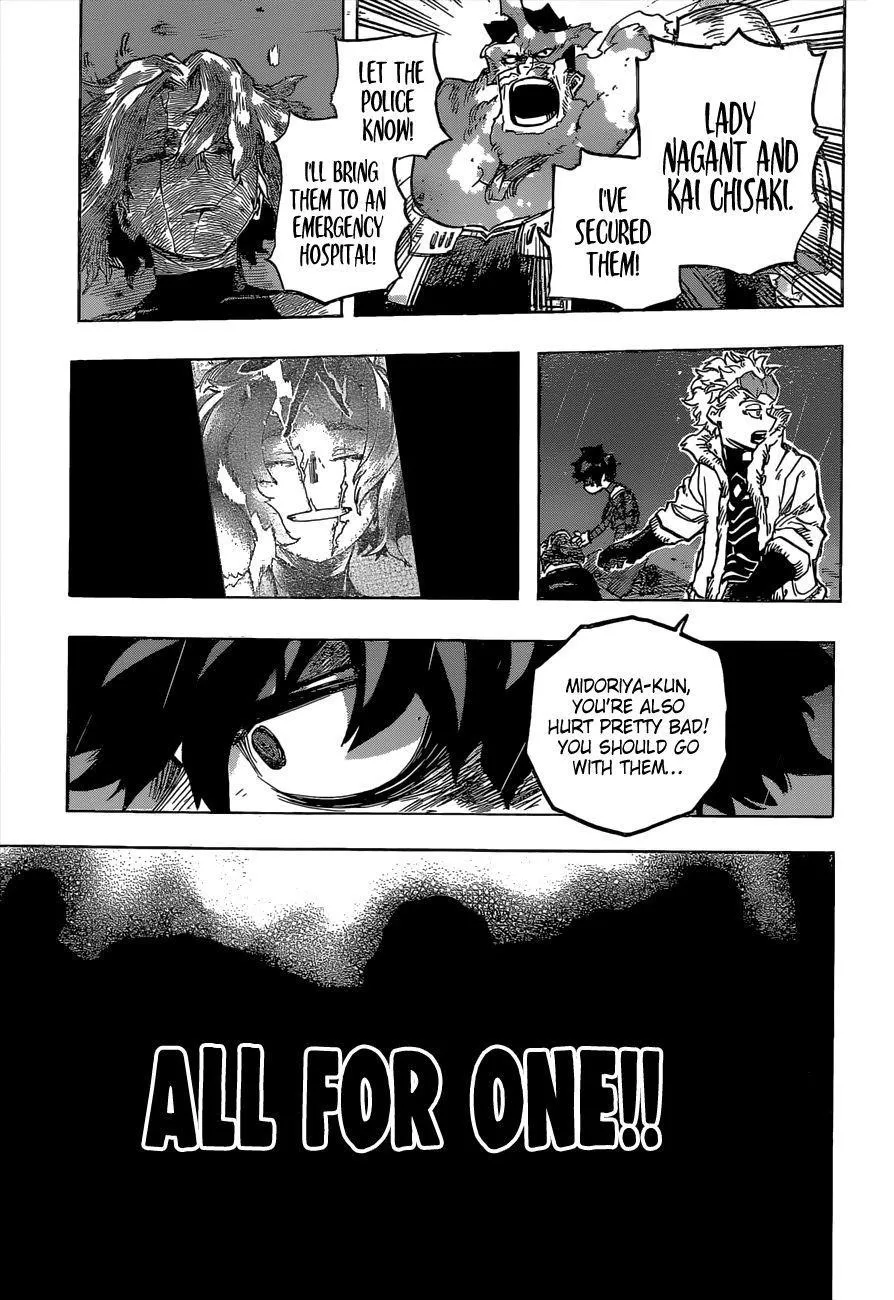 LADY
NAGANT AND
KAI CHISAKI.
I'VE
SECURED
THEM!
LET THE
POLICE
KNOW!
I'LL BRING
THEM TO AN
EMERGENCY
HOSPITAL!
MIDORIYA-KUN,
YOU'RE ALSO
HURT PRETTY BAD!
YOU SHOULD GO
WITH THEM...
ALL FOR ONE!!